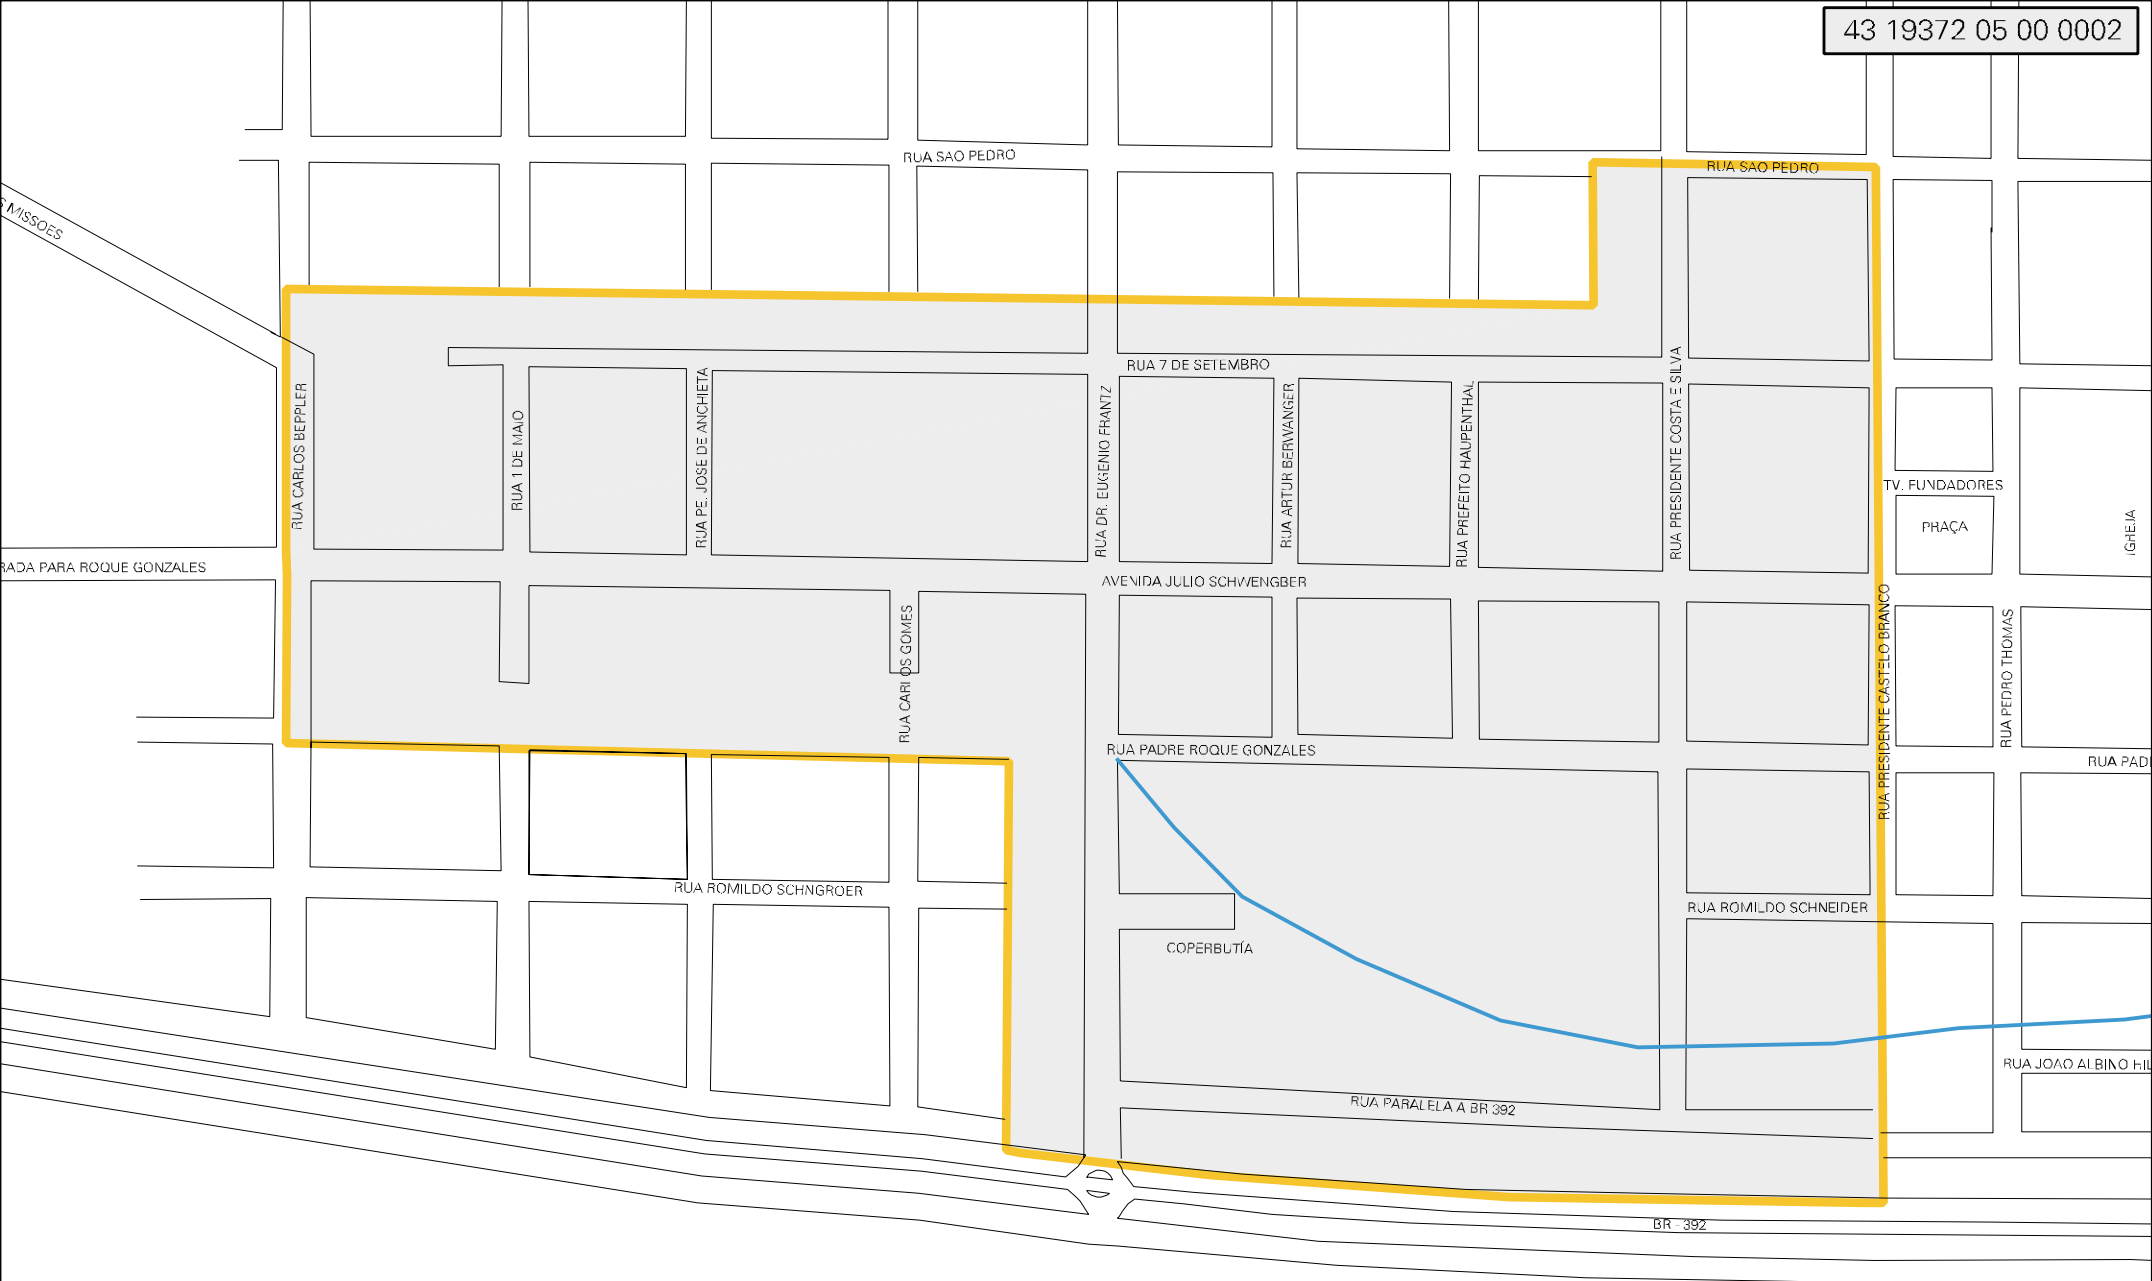 43 19372 05 00 0002
RUA SAO PEDRO
RUA SAO PEDRO
S MISSOES
RUA 7 DE SETEMBRO
RUA CARLOS BEPPLER
RUA 1 DE MAIO
RUA PE. JOSE DE ANCHIETA
RUA DR. EUGENIO FRANTZ
RUA ARTUR BERWANGER
RUA PREFEITO HAUPENTHAL
RUA PRESIDENTE COSTA E SILVA
TV. FUNDADORES
PRAÇA
IGREJA
RADA PARA ROQUE GONZALES
AVENIDA JULIO SCHWENGBER
RUA CARLOS GOMES
RUA PRESIDENTE CASTELO BRANCO
RUA PEDRO THOMAS
RUA PADRE ROQUE GONZALES
RUA PADR
RUA ROMILDO SCHNGROER
RUA ROMILDO SCHNEIDER
COPERBUTÍA
RUA JOAO ALBINO HIL
RUA PARALELA A BR 392
BR - 392